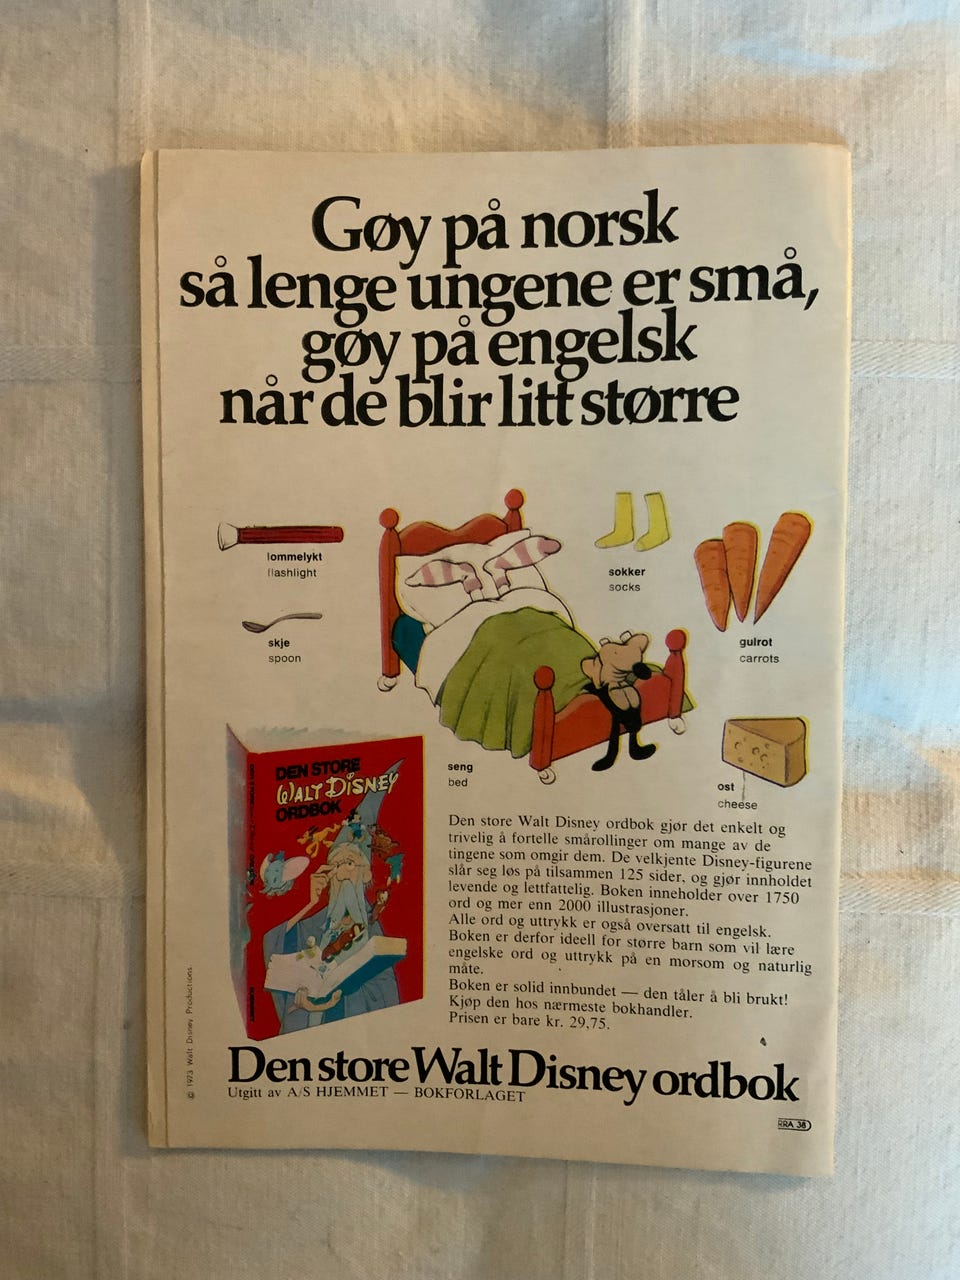 Gøy på norsk
så lenge ungene er små,
gøy på engelsk
når de blir litt større
lommelykt
flashlight
skje
spoon
sokker
socks
gulrot
carrots
seng
bed
ost
cheese
DEN STORE
WALT DISNEY
ORDBOK
Den store Walt Disney ordbok gjør det enkelt og
trivelig å fortelle smårollinger om mange av de
tingene som omgir dem. De velkjente Disney-figurene
slår seg løs på tilsammen 125 sider, og gjør innholdet
levende og lettfattelig. Boken inneholder over 1750
ord og mer enn 2000 illustrasjoner.
Alle ord og uttrykk er også oversatt til engelsk.
Boken er derfor ideell for større barn som vil lære
engelske ord og uttrykk på en morsom og naturlig
måte.
Boken er solid innbundet — den tåler å bli brukt!
Kjøp den hos nærmeste bokhandler.
Prisen er bare kr. 29,75.
© 1973 Walt Disney Productions.
Den store Walt Disney ordbok
Utgitt av A/S HJEMMET — BOKFORLAGET
RRA 38